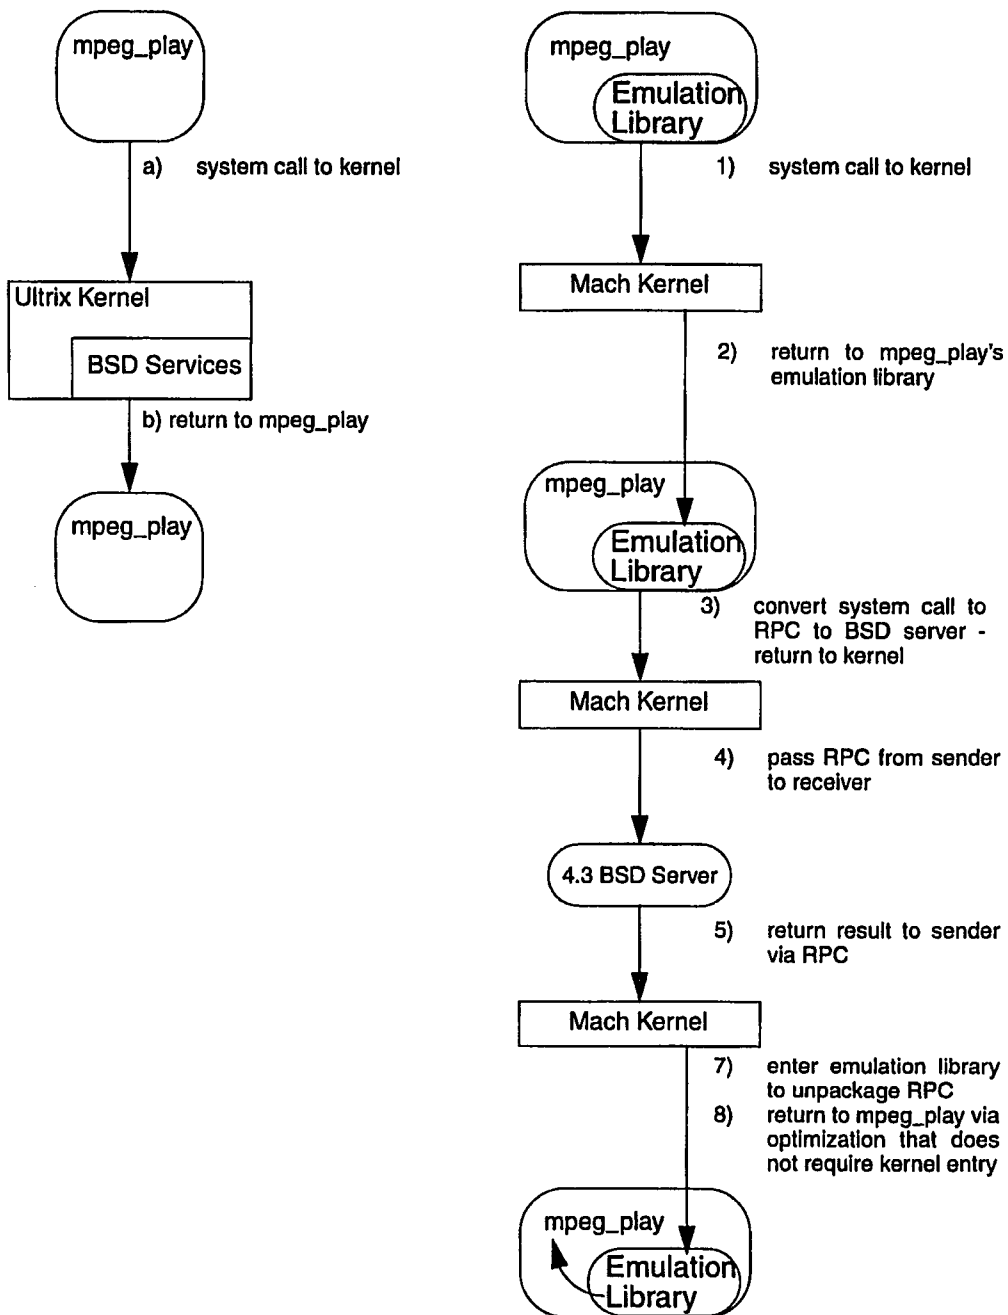 mpeg_play
a) system call to kernel
Ultrix Kernel
BSD Services
b) return to mpeg_play
mpeg_play
mpeg_play
Emulation
Library
1) system call to kernel
Mach Kernel
2) return to mpeg_play's
emulation library
mpeg_play
Emulation
Library
3) convert system call to
RPC to BSD server -
return to kernel
Mach Kernel
4) pass RPC from sender
to receiver
4.3 BSD Server
5) return result to sender
via RPC
Mach Kernel
7) enter emulation library
to unpackage RPC
8) return to mpeg_play via
optimization that does
not require kernel entry
mpeg_play
Emulation
Library